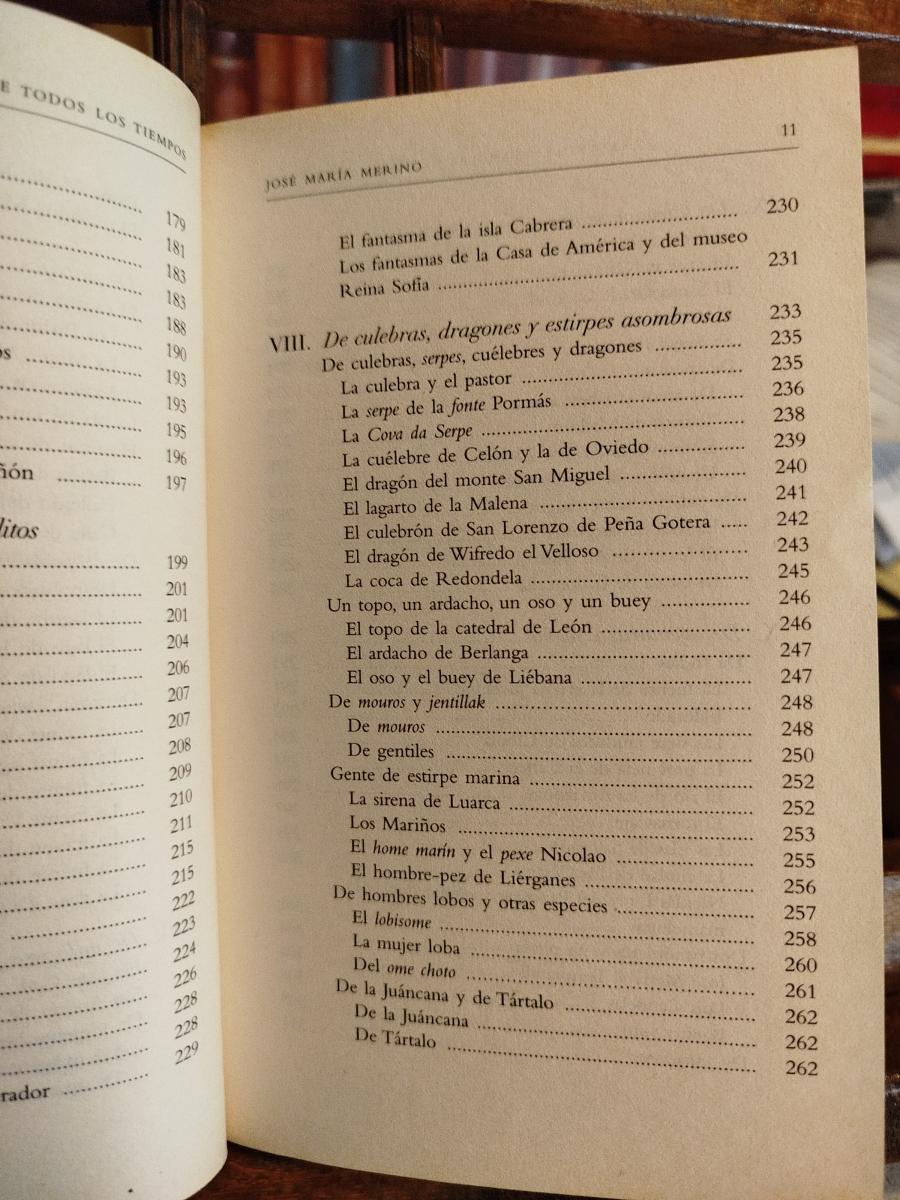 E TODOS LOS TIEMPOS
............ 179
............ 181
............ 183
............ 183
............ 188
os ............ 190
............ 193
............ 193
............ 195
............ 196
ñón ............ 197
litos
............ 199
............ 201
............ 201
............ 204
............ 206
............ 207
............ 207
............ 208
............ 209
............ 210
............ 211
............ 215
............ 215
............ 222
............ 223
............ 224
............ 226
............ 228
............ 228
rador ............ 229
JOSÉ MARÍA MERINO 11
El fantasma de la isla Cabrera ............ 230
Los fantasmas de la Casa de América y del museo
Reina Sofía ............ 231
VIII. De culebras, dragones y estirpes asombrosas 233
De culebras, serpes, cuélebres y dragones ............ 235
La culebra y el pastor ............ 235
La serpe de la fonte Pormás ............ 236
La Cova da Serpe ............ 238
La cuélebre de Celón y la de Oviedo ............ 239
El dragón del monte San Miguel ............ 240
El lagarto de la Malena ............ 241
El culebrón de San Lorenzo de Peña Gotera ..... 242
El dragón de Wifredo el Velloso ............ 243
La coca de Redondela ............ 245
Un topo, un ardacho, un oso y un buey ............ 246
El topo de la catedral de León ............ 246
El ardacho de Berlanga ............ 247
El oso y el buey de Liébana ............ 247
De mouros y jentillak ............ 248
De mouros ............ 248
De gentiles ............ 250
Gente de estirpe marina ............ 252
La sirena de Luarca ............ 252
Los Mariños ............ 253
El home marín y el pexe Nicolao ............ 255
El hombre-pez de Liérganes ............ 256
De hombres lobos y otras especies ............ 257
El lobisome ............ 258
La mujer loba ............ 260
Del ome choto ............ 261
De la Juáncana y de Tártalo ............ 262
De la Juáncana ............ 262
De Tártalo ............ 262